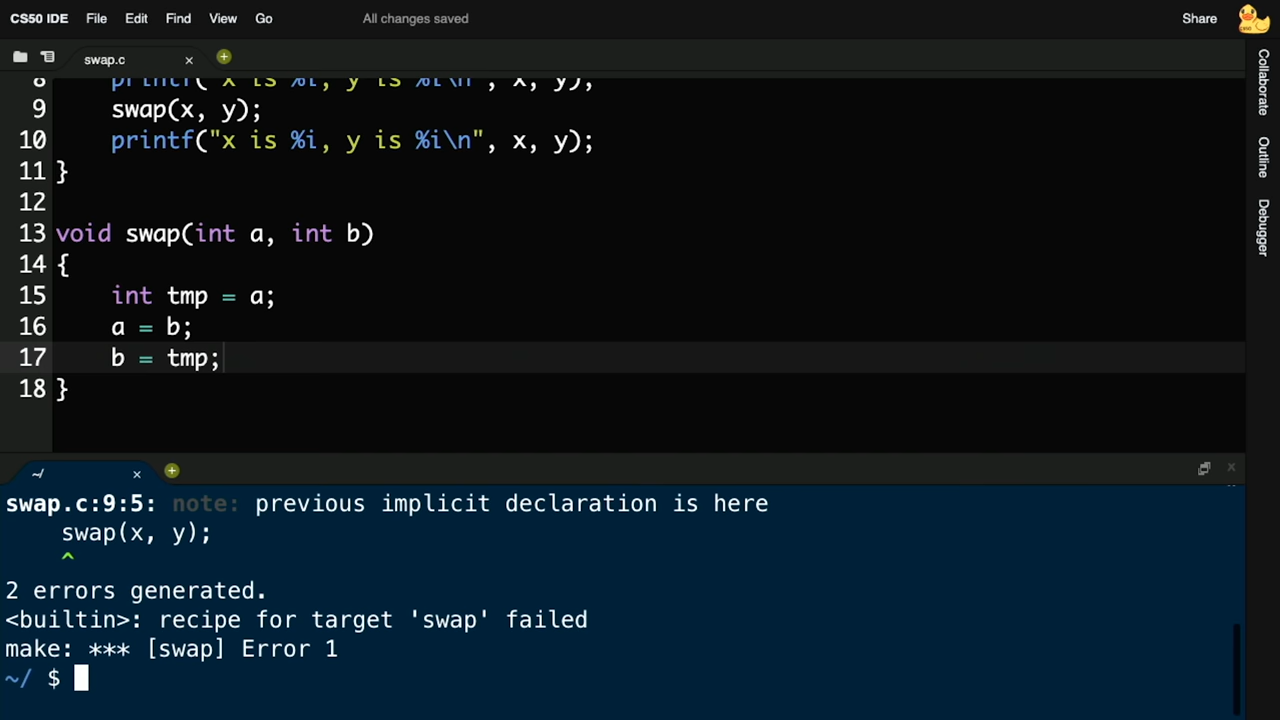 CS50 IDE File Edit Find View Go All changes saved Share
swap.c
8 printf("x is %i, y is %i\n", x, y);
9 swap(x, y);
10 printf("x is %i, y is %i\n", x, y);
11 }
12
13 void swap(int a, int b)
14 {
15 int tmp = a;
16 a = b;
17 b = tmp;
18 }
Collaborate
Outline
Debugger
~/
swap.c:9:5: note: previous implicit declaration is here
swap(x, y);
^
2 errors generated.
<builtin>: recipe for target 'swap' failed
make: *** [swap] Error 1
~/ $